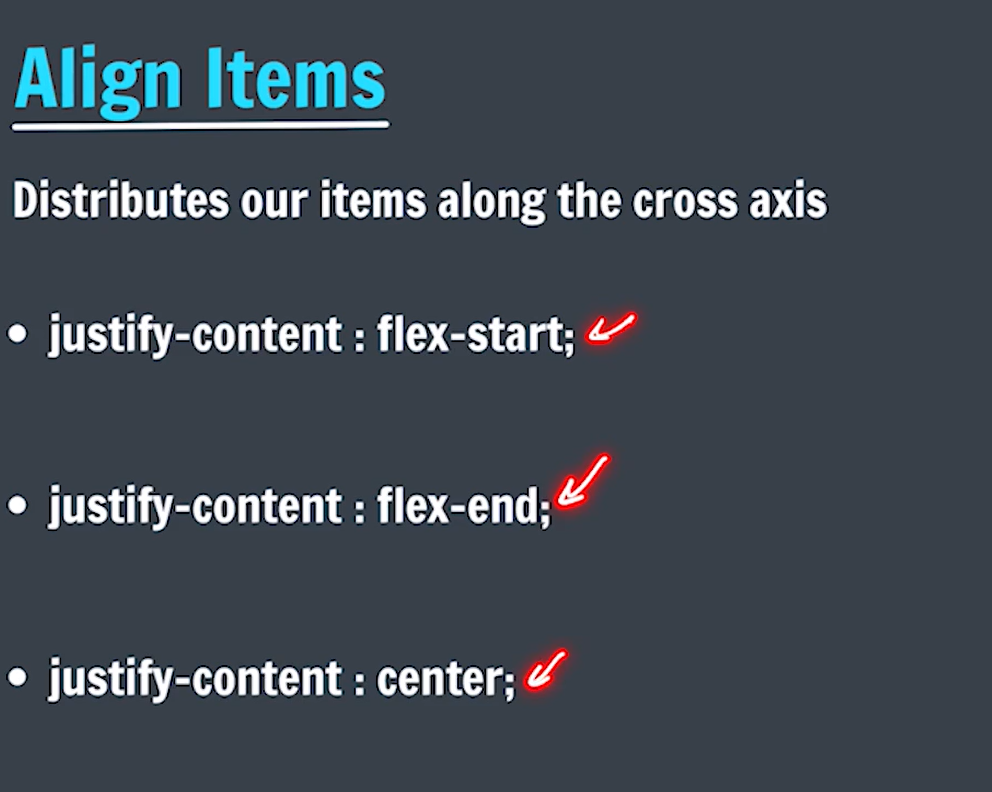 Align Items
Distributes our items along the cross axis
• justify-content : flex-start;
• justify-content : flex-end;
• justify-content : center;